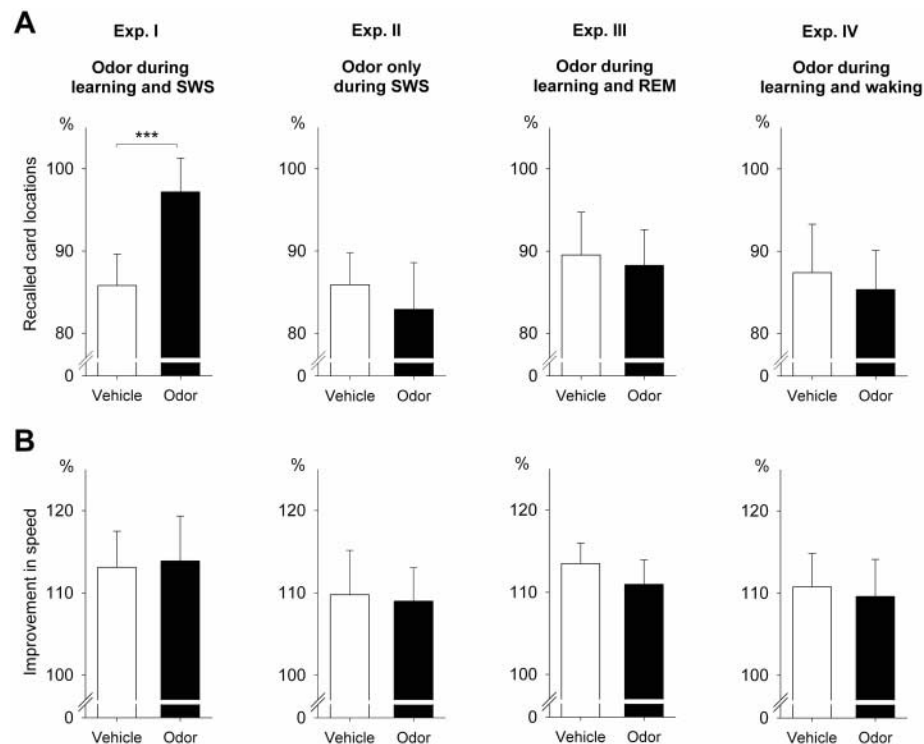 A
Exp. I
Exp. II
Exp. III
Exp. IV
Odor during
learning and SWS
Odor only
during SWS
Odor during
learning and REM
Odor during
learning and waking
Recalled card locations
%
100
90
80
0
***
Vehicle Odor
%
100
90
80
0
Vehicle Odor
%
100
90
80
0
Vehicle Odor
%
100
90
80
0
Vehicle Odor
B
Improvement in speed
%
120
110
100
0
Vehicle Odor
%
120
110
100
0
Vehicle Odor
%
120
110
100
0
Vehicle Odor
%
120
110
100
0
Vehicle Odor